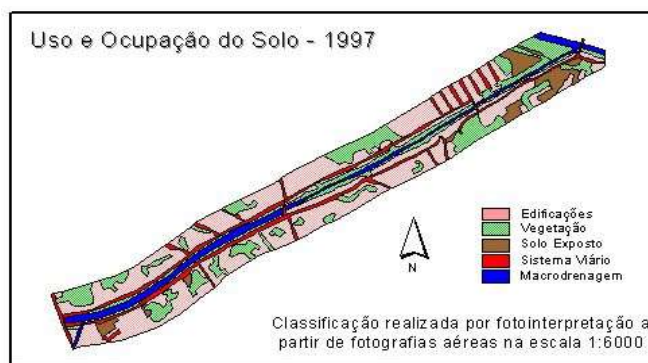 Uso e Ocupação do Solo - 1997
Edificações
Vegetação
Solo Exposto
Sistema Viário
Macrodrenagem
N
Classificação realizada por fotointerpretação a
partir de fotografias aéreas na escala 1:6000